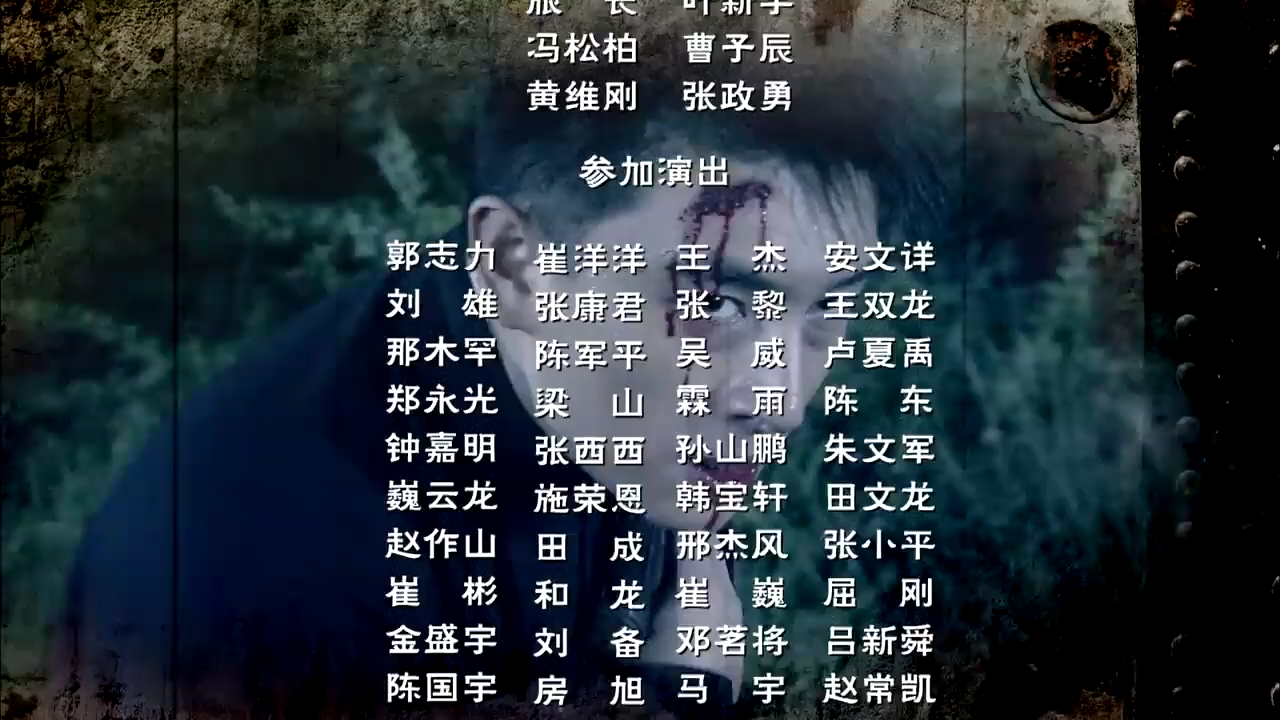 冯松柏 曹予辰
黄维刚 张政勇
参加演出
郭志力 崔洋洋 王 杰 安文详
刘 雄 张康君 张 黎 王双龙
那木罕 陈军平 吴 威 卢夏禹
郑永光 梁 山 霖 雨 陈 东
钟嘉明 张西西 孙山鹏 朱文军
巍云龙 施荣恩 韩宝轩 田文龙
赵作山 田 成 邢杰风 张小平
崔 彬 和 龙 崔 巍 屈 刚
金盛宇 刘 备 邓茗将 吕新舜
陈国宇 房 旭 马 宇 赵常凯